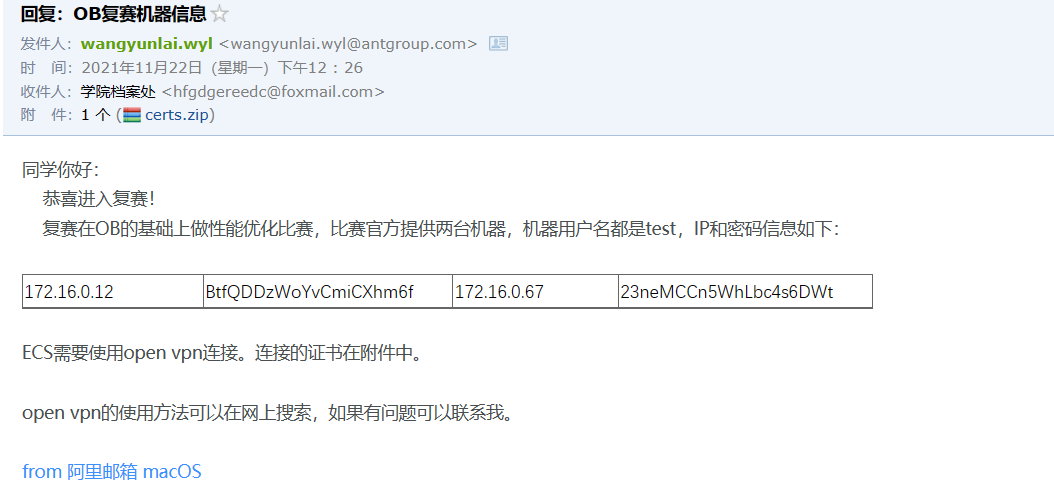 回复：OB复赛机器信息
发件人：wangyunlai.wyl <wangyunlai.wyl@antgroup.com>
时 间：2021年11月22日（星期一）下午12：26
收件人：学院档案处 <hfgdgereedc@foxmail.com>
附 件：1 个 (certs.zip)
同学你好：
恭喜进入复赛！
复赛在OB的基础上做性能优化比赛，比赛官方提供两台机器，机器用户名都是test，IP和密码信息如下：
172.16.0.12 BtfQDDzWoYvCmiCXhm6f 172.16.0.67 23neMCCn5WhLbc4s6DWt
ECS需要使用open vpn连接。连接的证书在附件中。
open vpn的使用方法可以在网上搜索，如果有问题可以联系我。
from 阿里邮箱 macOS